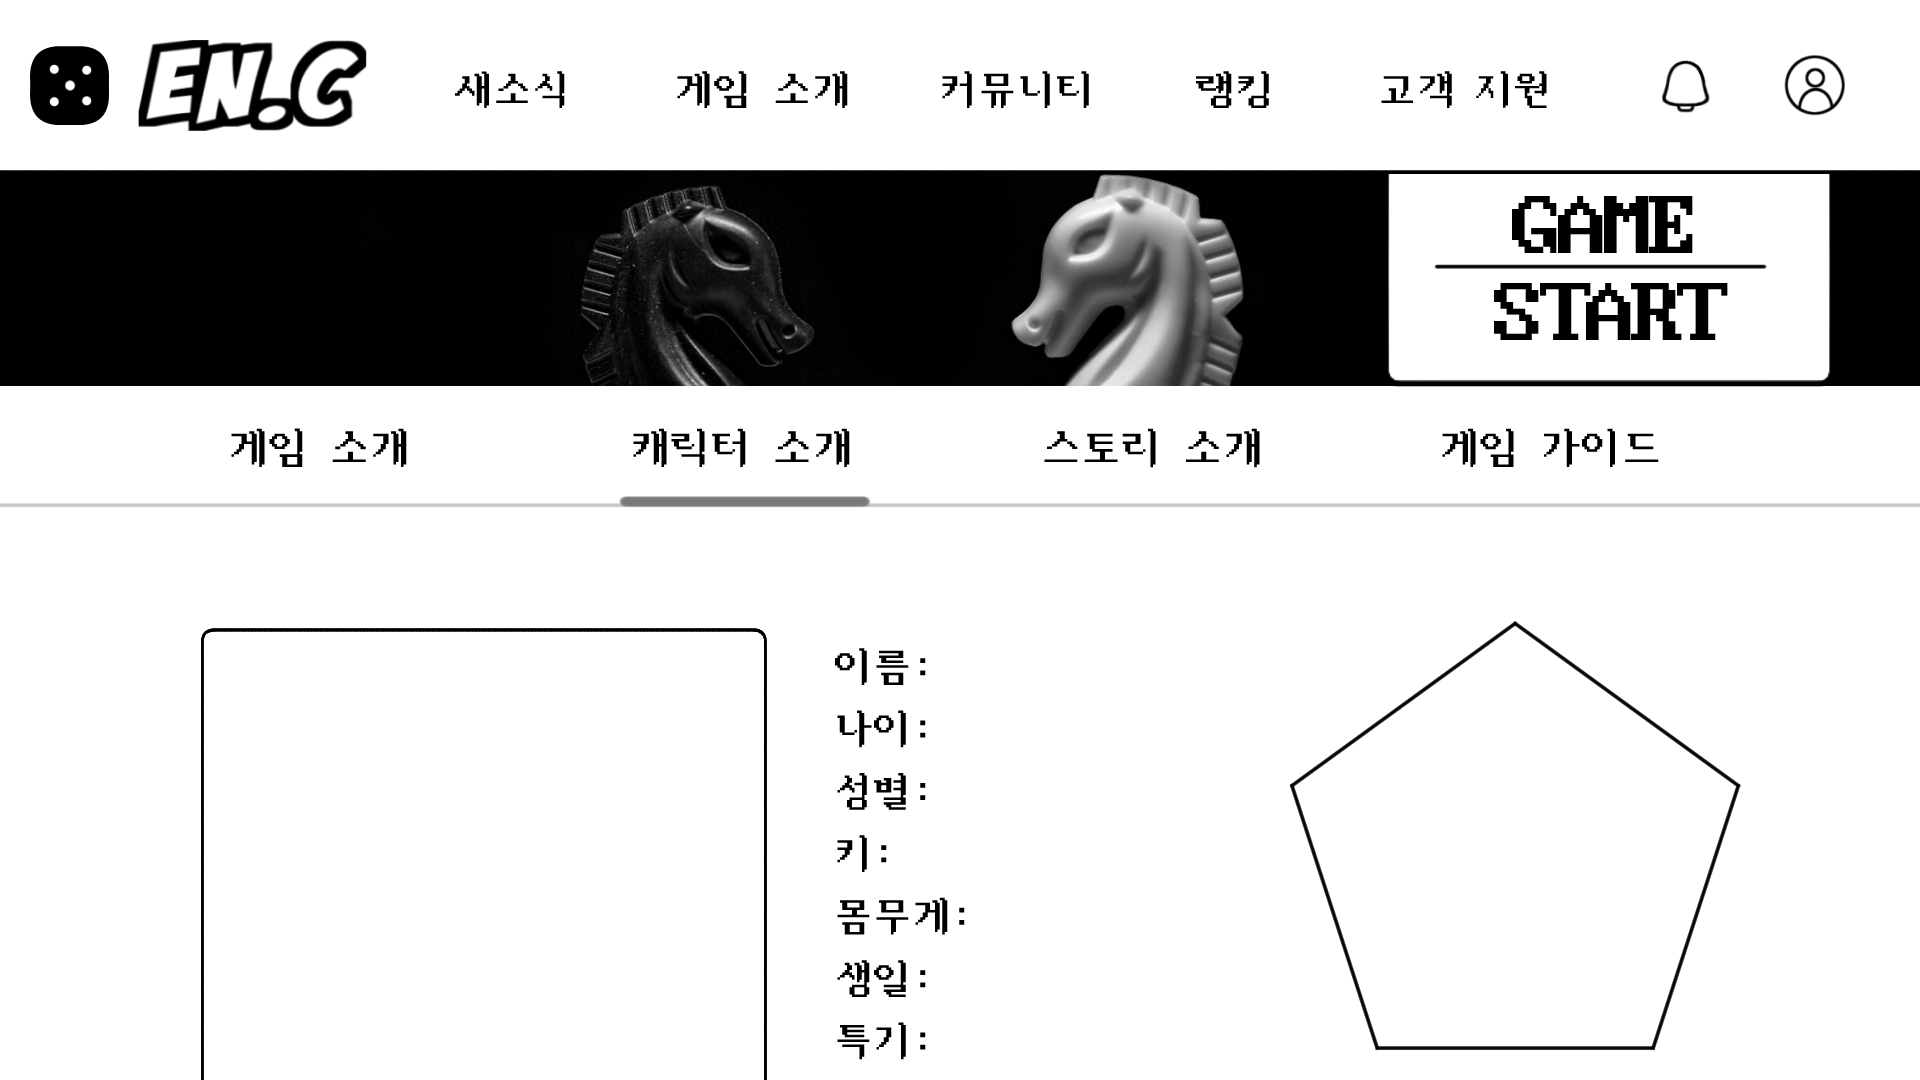 EN.C 새소식 게임 소개 커뮤니티 랭킹 고객 지원
GAME
START
게임 소개 캐릭터 소개 스토리 소개 게임 가이드
이름:
나이:
성별:
키:
몸무게:
생일:
특기: